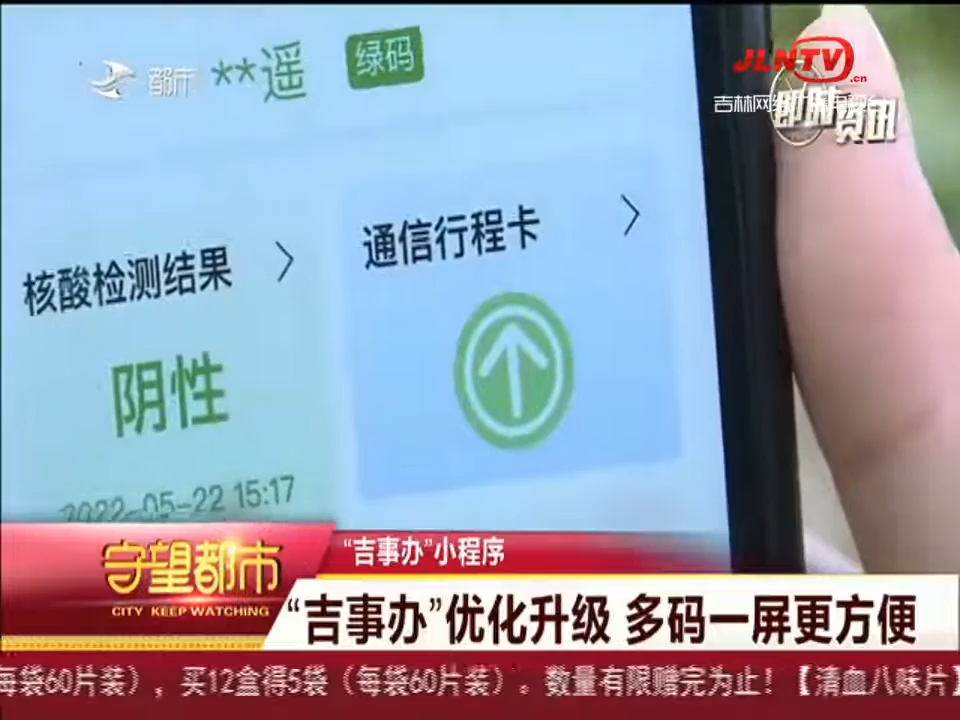 都市
**遥
绿码
JLNTV.cn
吉林网络广播电视台
即时资讯
核酸检测结果
通信行程卡
阴性
2022-05-22 15:17
守望都市
CITY KEEP WATCHING
“吉事办”小程序
“吉事办”优化升级 多码一屏更方便
每袋60片装），买12盒得5袋（每袋60片装）。数量有限赠完为止！【清血八味片】